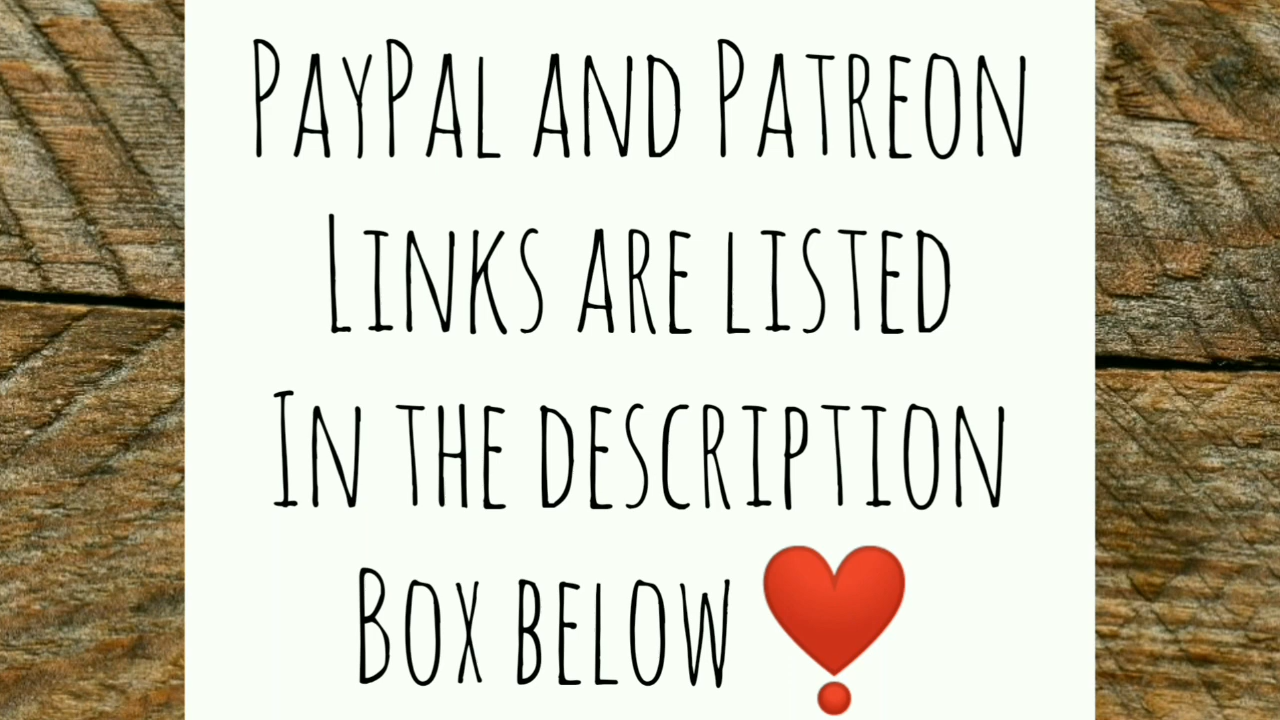 PayPal and Patreon
Links are listed
In the description
Box below ❣